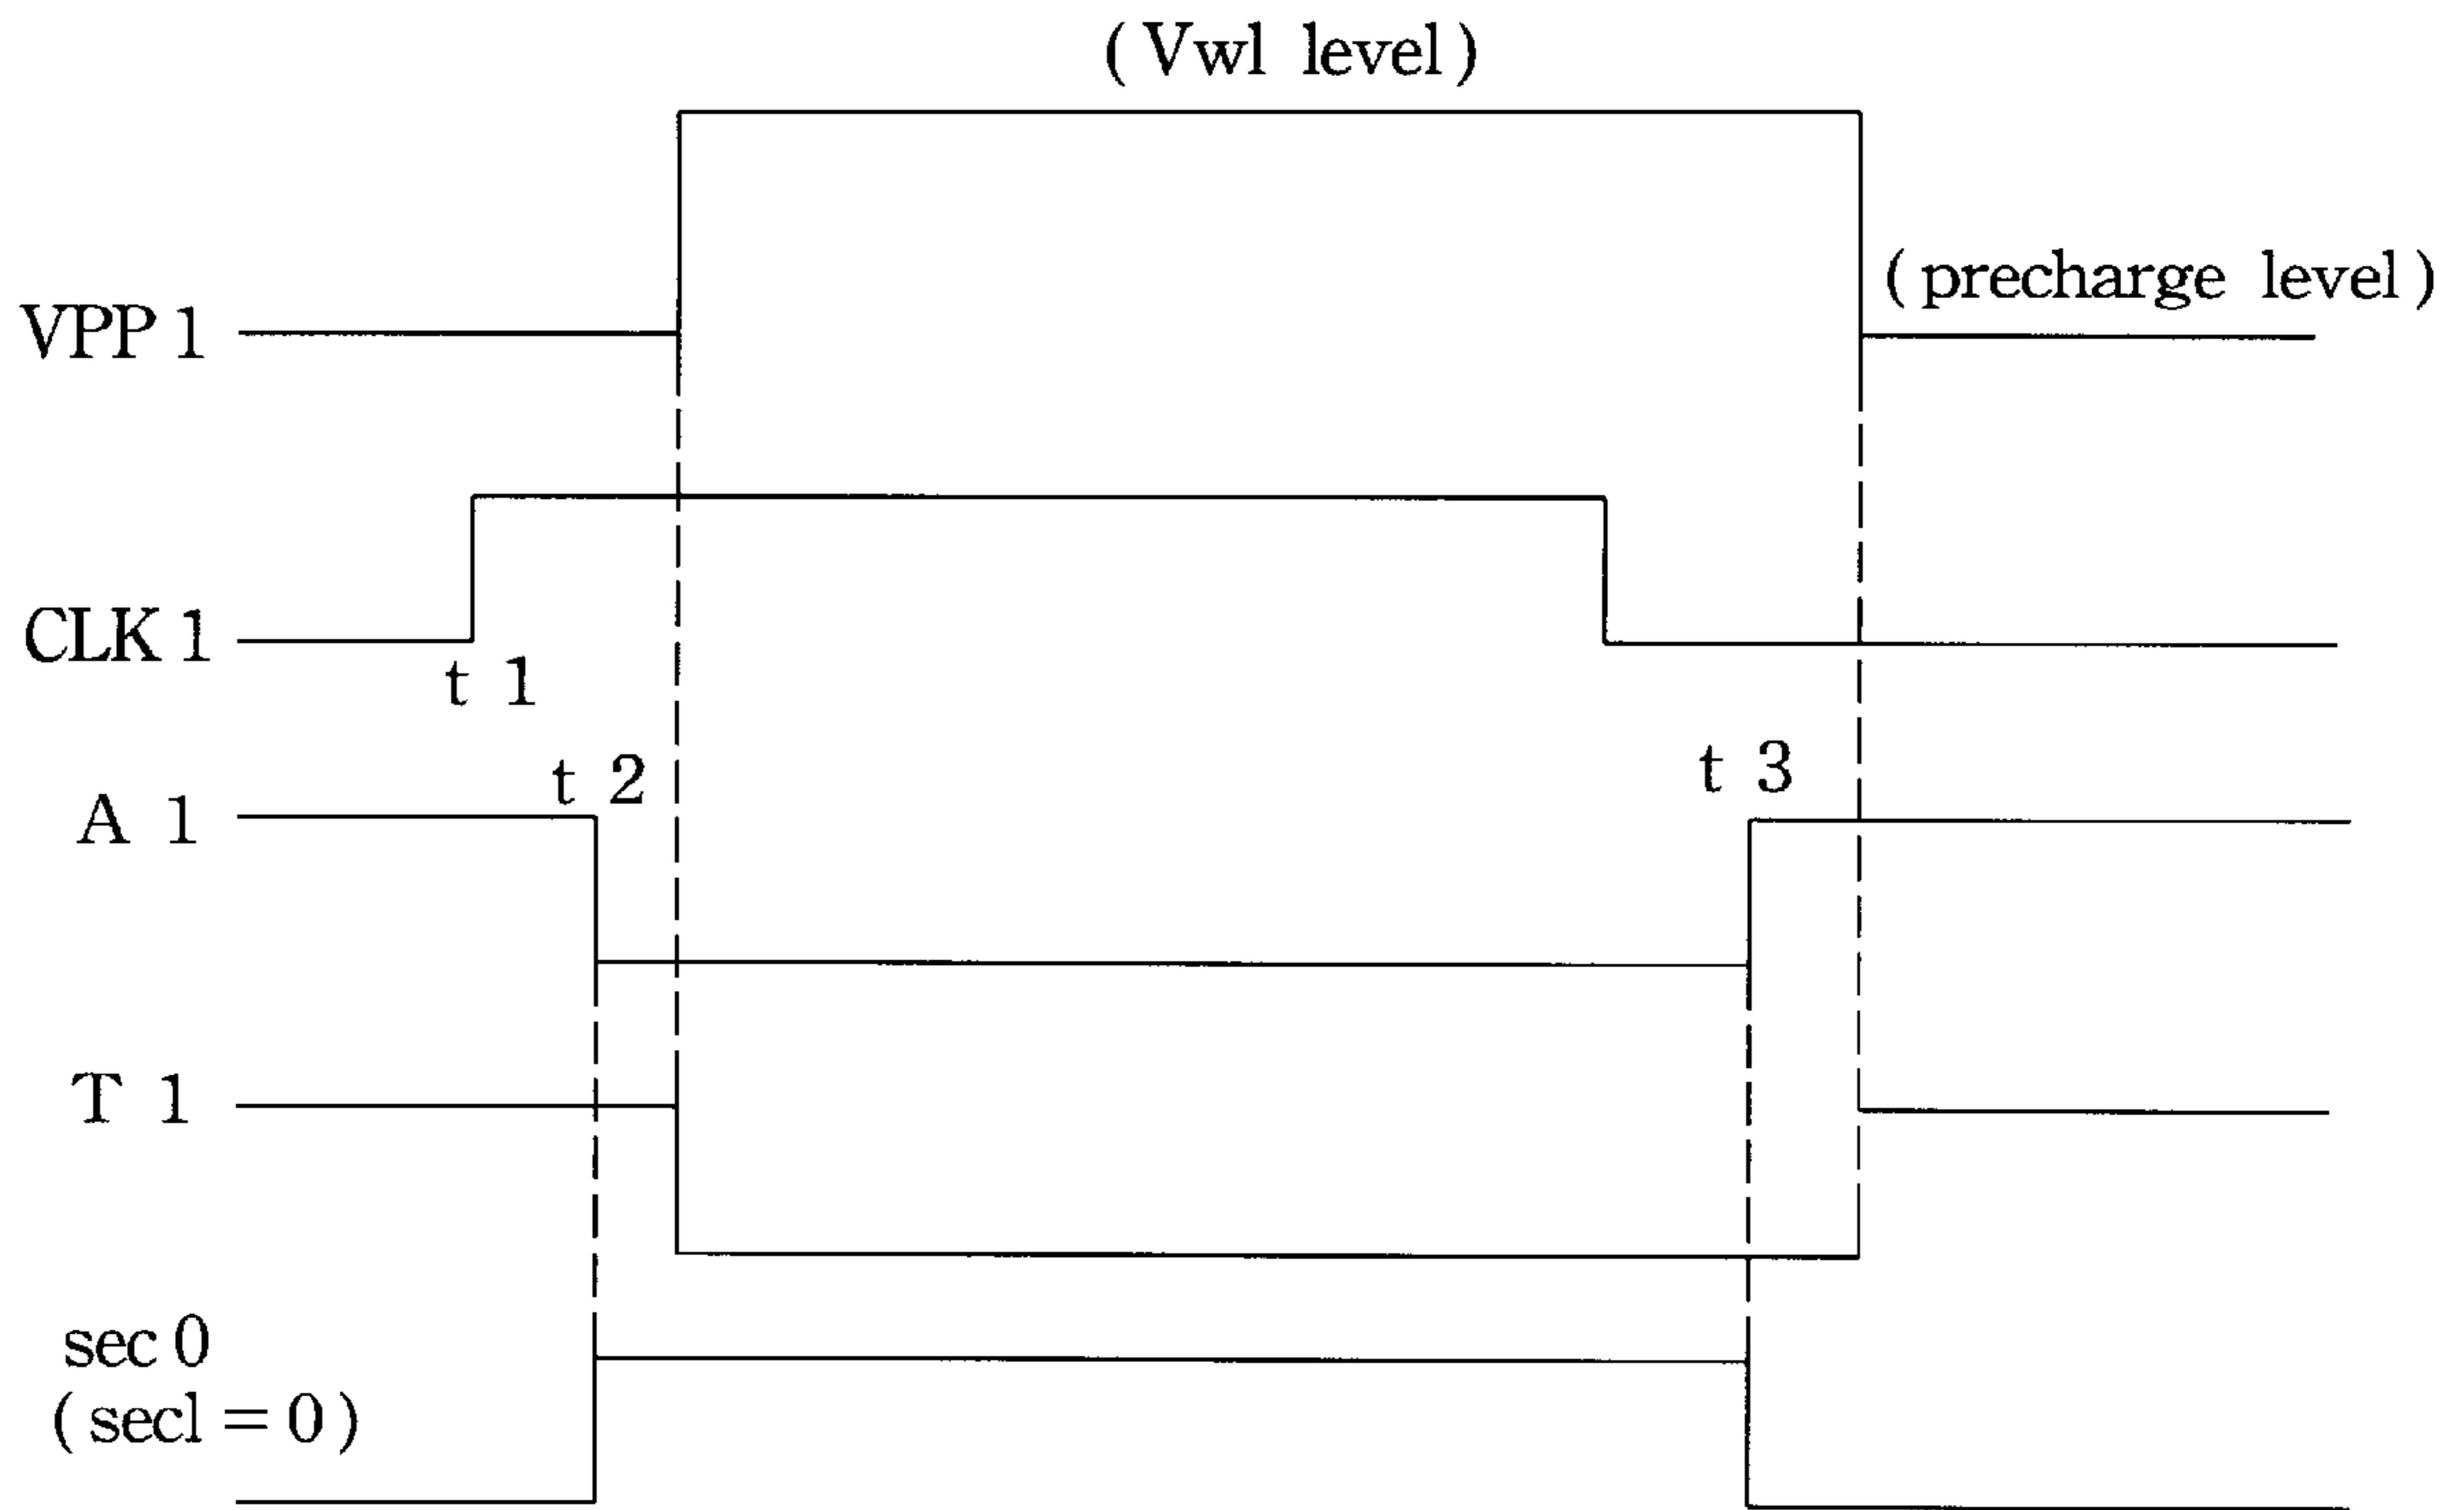 (Vwl level)
VPP 1
(precharge level)
CLK 1
t 1
t 2
t 3
A 1
T 1
sec 0
(secl = 0)